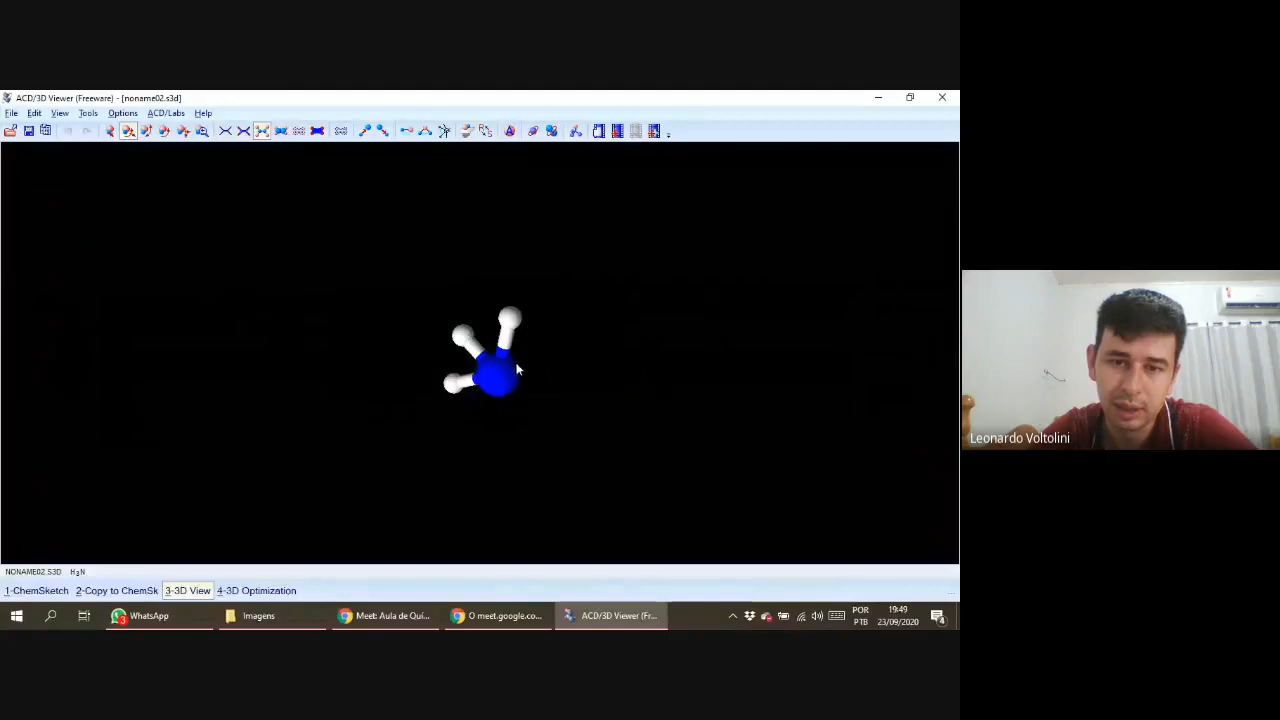 ACD/3D Viewer (Freeware) - [noname02.s3d]
File Edit View Tools Options ACD/Labs Help
Leonardo Voltolini
NONAME02.S3D H3N
1-ChemSketch 2-Copy to ChemSk 3-3D View 4-3D Optimization
WhatsApp Imagens Meet: Aula de Quí... O meet.google.co... ACD/3D Viewer (Fr... POR 19:49
3 PTB 23/09/2020 4